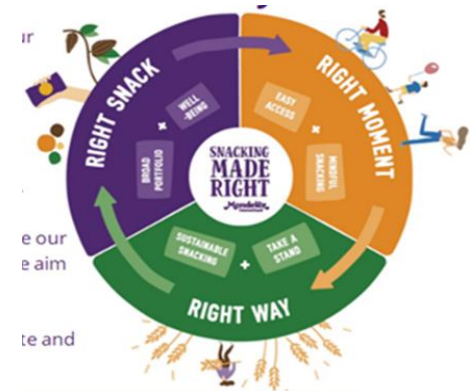 ur
e our
e aim
te and
RIGHT SNACK
WELL
-BEING
+
BROAD
PORTFOLIO
RIGHT MOMENT
EASY
ACCESS
+
MINDFUL
SNACKING
SNACKING
MADE
RIGHT
Mondelēz
International
RIGHT WAY
SUSTAINABLE
SNACKING
+
TAKE A
STAND